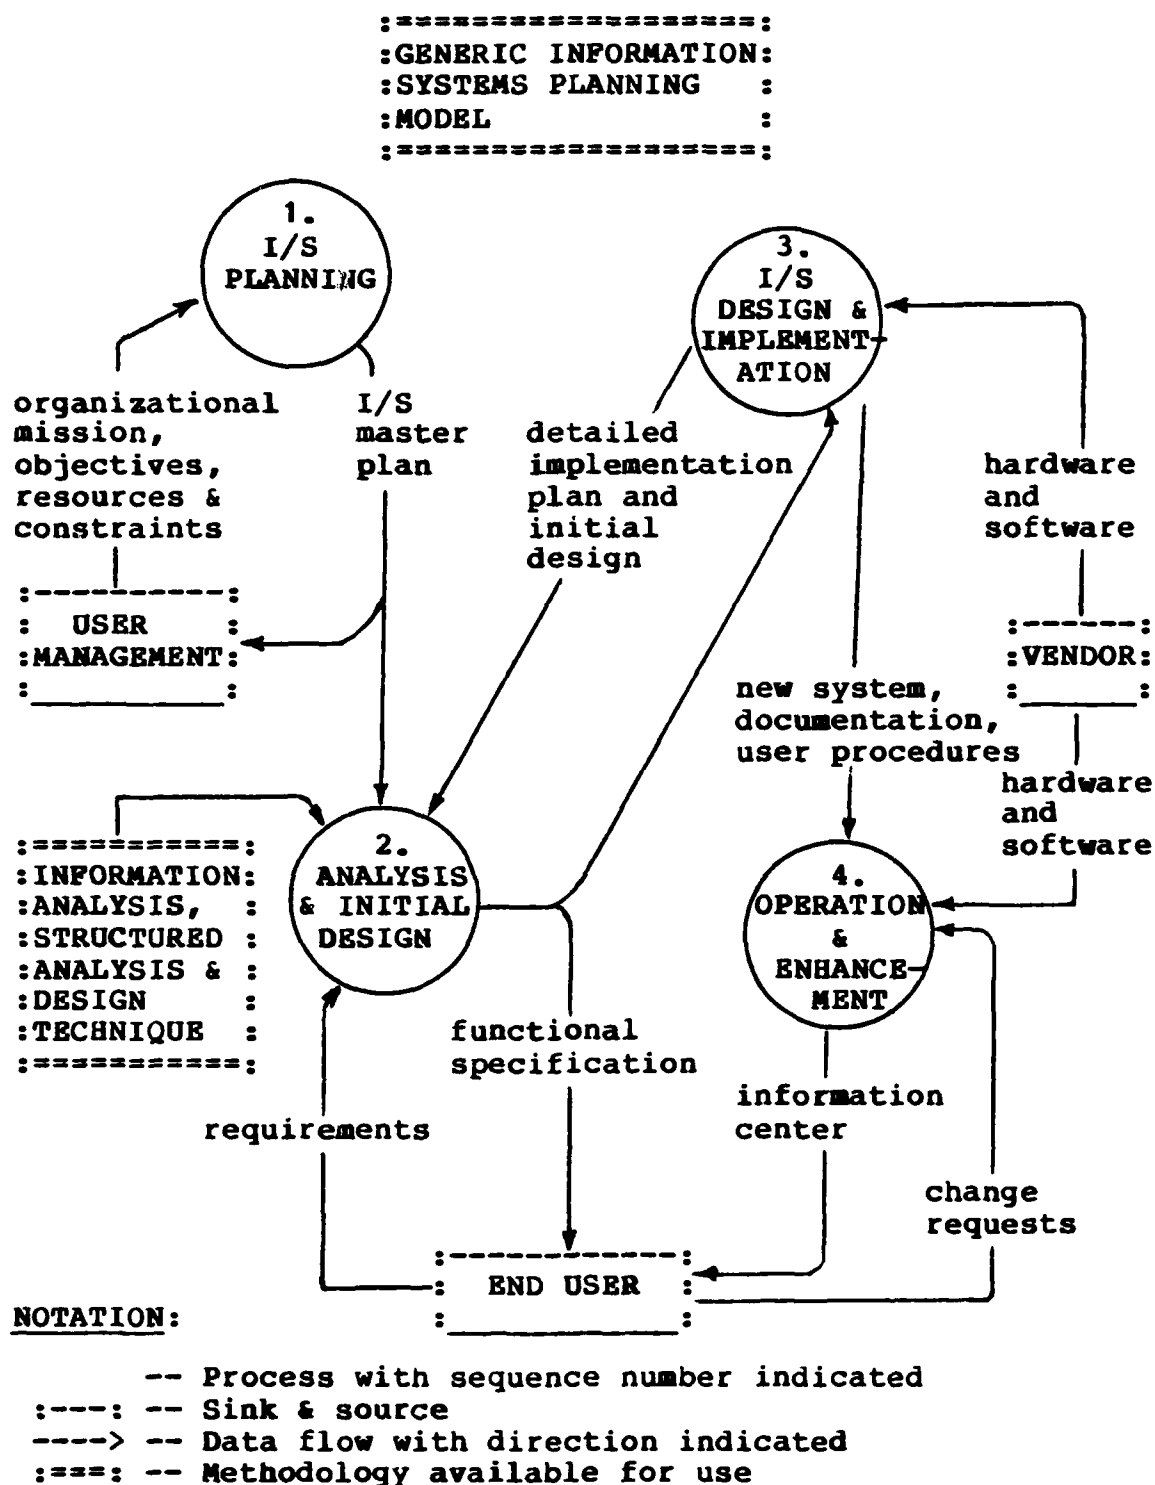 :===================:
:GENERIC INFORMATION:
:SYSTEMS PLANNING   :
:MODEL              :
:===================:
1.
I/S
PLANNING
3.
I/S
DESIGN &
IMPLEMENT-
ATION
organizational
mission,
objectives,
resources &
constraints
I/S
master
plan
detailed
implementation
plan and
initial
design
hardware
and
software
:-----------:
:  USER     :
:MANAGEMENT:
:           :
:------:
:VENDOR:
:      :
new system,
documentation,
user procedures
hardware
and
software
:===========:
:INFORMATION:
:ANALYSIS,  :
:STRUCTURED :
:ANALYSIS & :
:DESIGN     :
:TECHNIQUE  :
:===========:
2.
ANALYSIS
& INITIAL
DESIGN
4.
OPERATION
&
ENHANCE-
MENT
functional
specification
requirements
information
center
change
requests
:------------:
:  END USER  :
:            :
NOTATION:
-- Process with sequence number indicated
:---: -- Sink & source
----> -- Data flow with direction indicated
:===: -- Methodology available for use